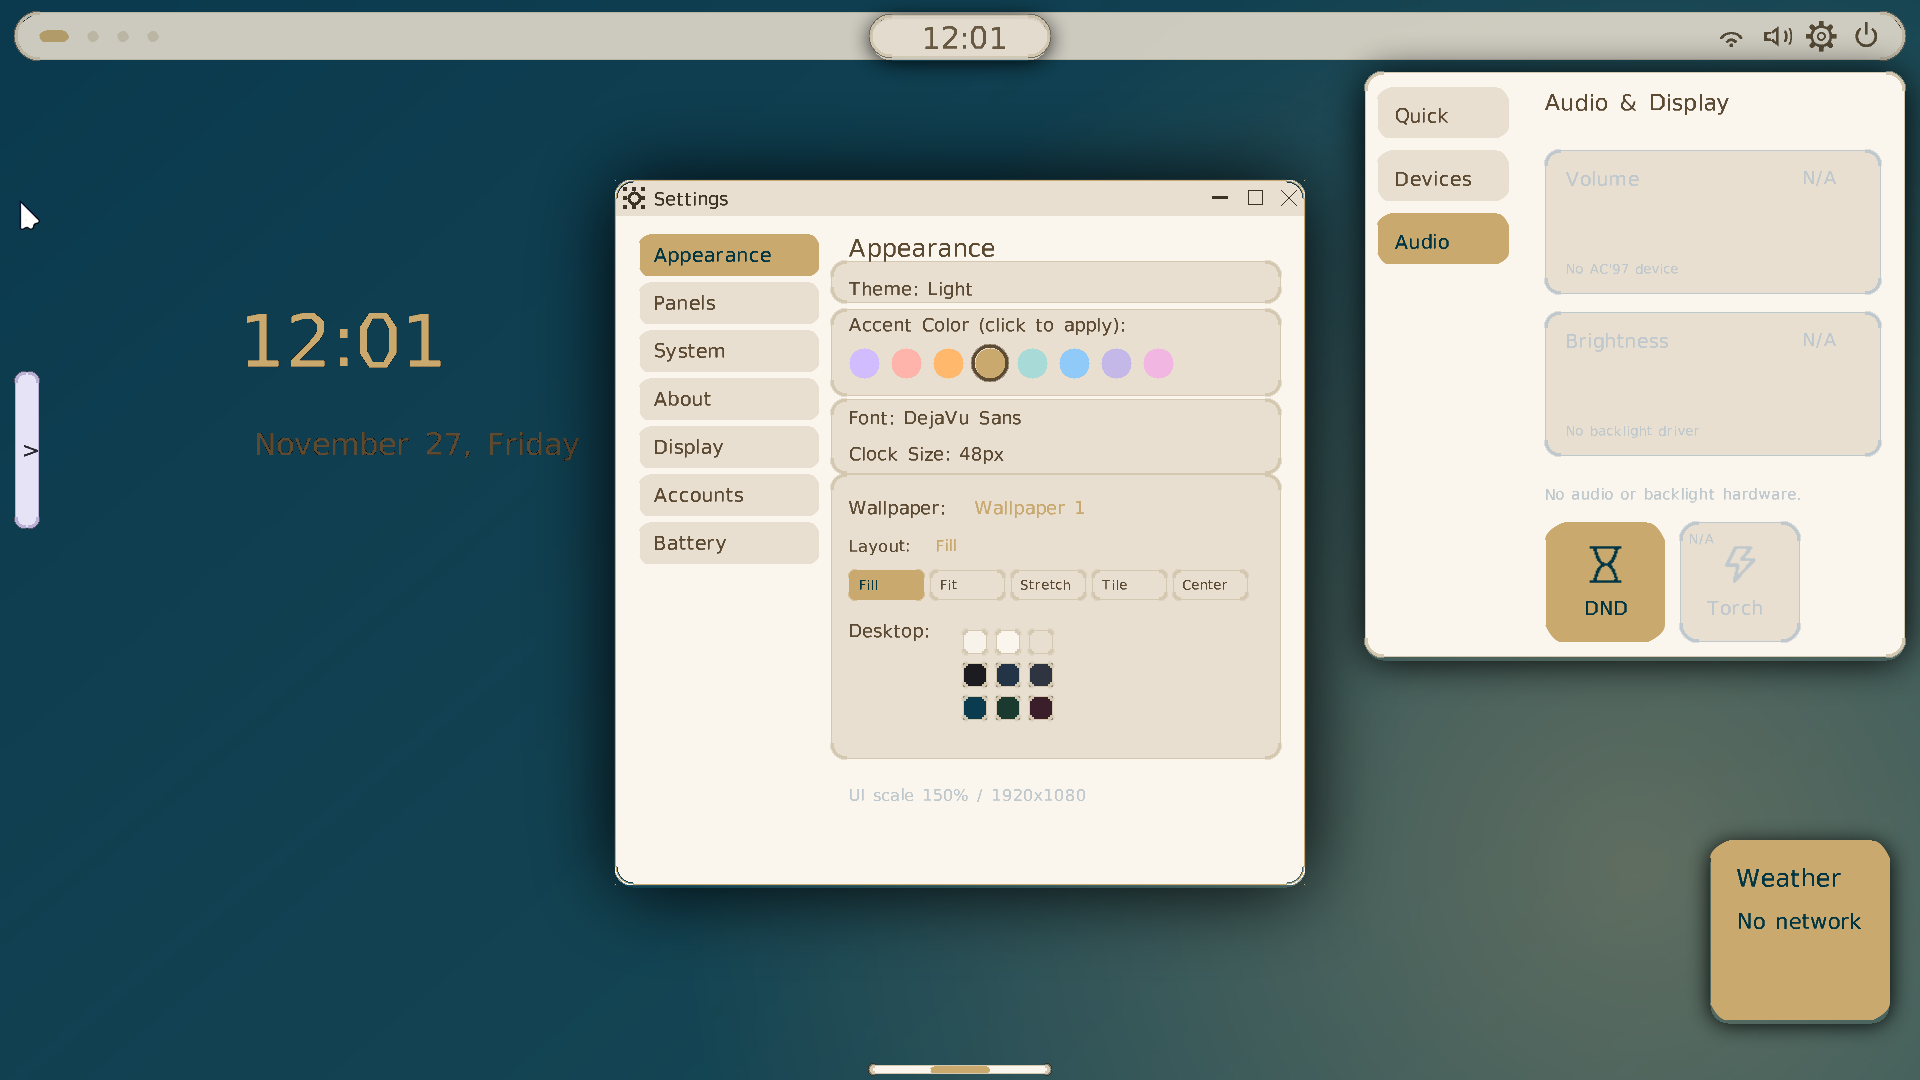 12:01
Quick
Devices
Audio
Audio & Display
Volume N/A
No AC'97 device
Brightness N/A
No backlight driver
No audio or backlight hardware.
DND
N/A
Torch
Settings
Appearance
Panels
System
About
Display
Accounts
Battery
Appearance
Theme: Light
Accent Color (click to apply):
Font: DejaVu Sans
Clock Size: 48px
Wallpaper: Wallpaper 1
Layout: Fill
Fill Fit Stretch Tile Center
Desktop:
UI scale 150% / 1920x1080
12:01
November 27, Friday
>
Weather
No network